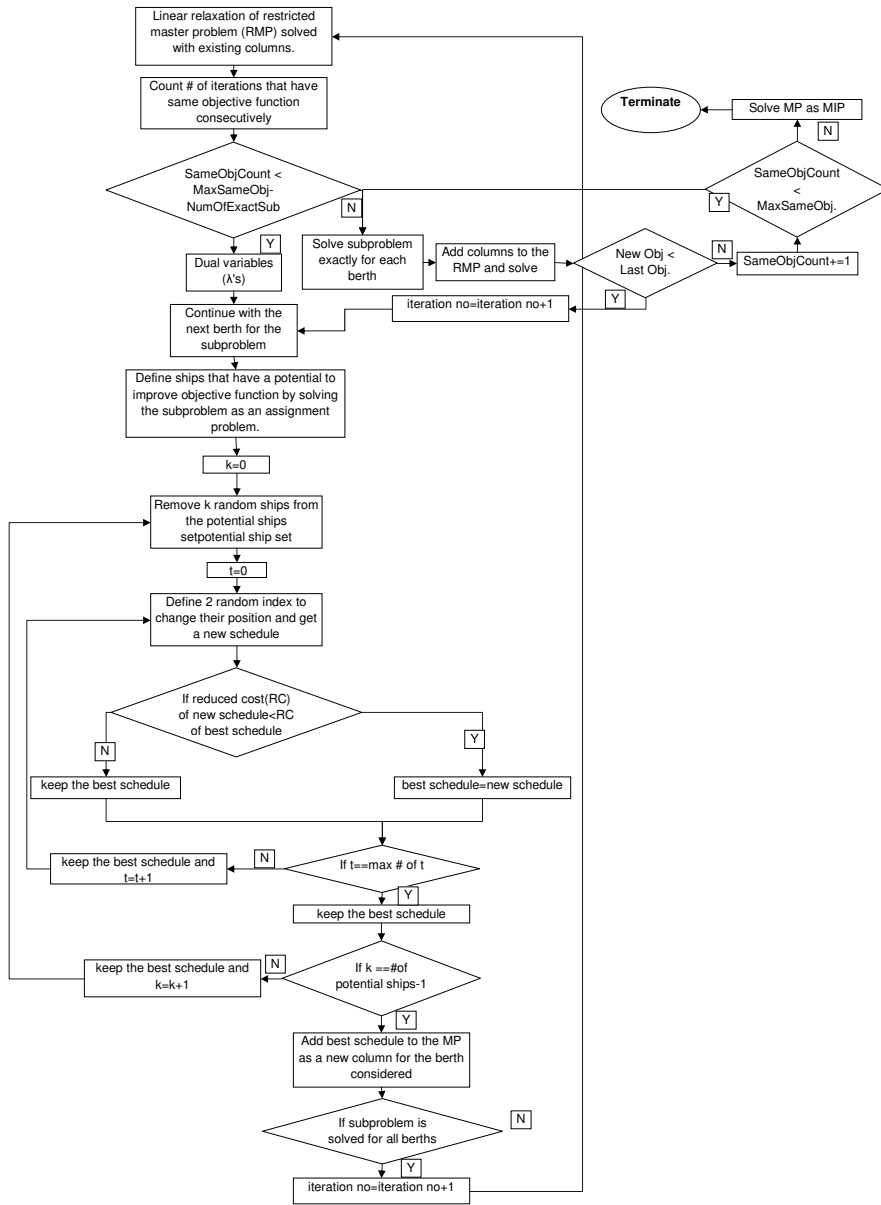 Linear relaxation of restricted
master problem (RMP) solved
with existing columns.
Count # of iterations that have
same objective function
consecutively
Terminate
Solve MP as MIP
N
SameObjCount <
MaxSameObj-
NumOfExactSub
SameObjCount
<
MaxSameObj.
Y
N
Y
Solve subproblem
exactly for each
berth
Add columns to the
RMP and solve
New Obj <
Last Obj.
N
SameObjCount+=1
Dual variables
(λ's)
Y
iteration no=iteration no+1
Continue with the
next berth for the
subproblem
Define ships that have a potential to
improve objective function by solving
the subproblem as an assignment
problem.
k=0
Remove k random ships from
the potential ships
setpotential ship set
t=0
Define 2 random index to
change their position and get
a new schedule
If reduced cost(RC)
of new schedule<RC
of best schedule
N
Y
keep the best schedule
best schedule=new schedule
If t==max # of t
N
keep the best schedule and
t=t+1
Y
keep the best schedule
If k ==#of
potential ships-1
N
keep the best schedule and
k=k+1
Y
Add best schedule to the MP
as a new column for the berth
considered
If subproblem is
solved for all berths
N
Y
iteration no=iteration no+1